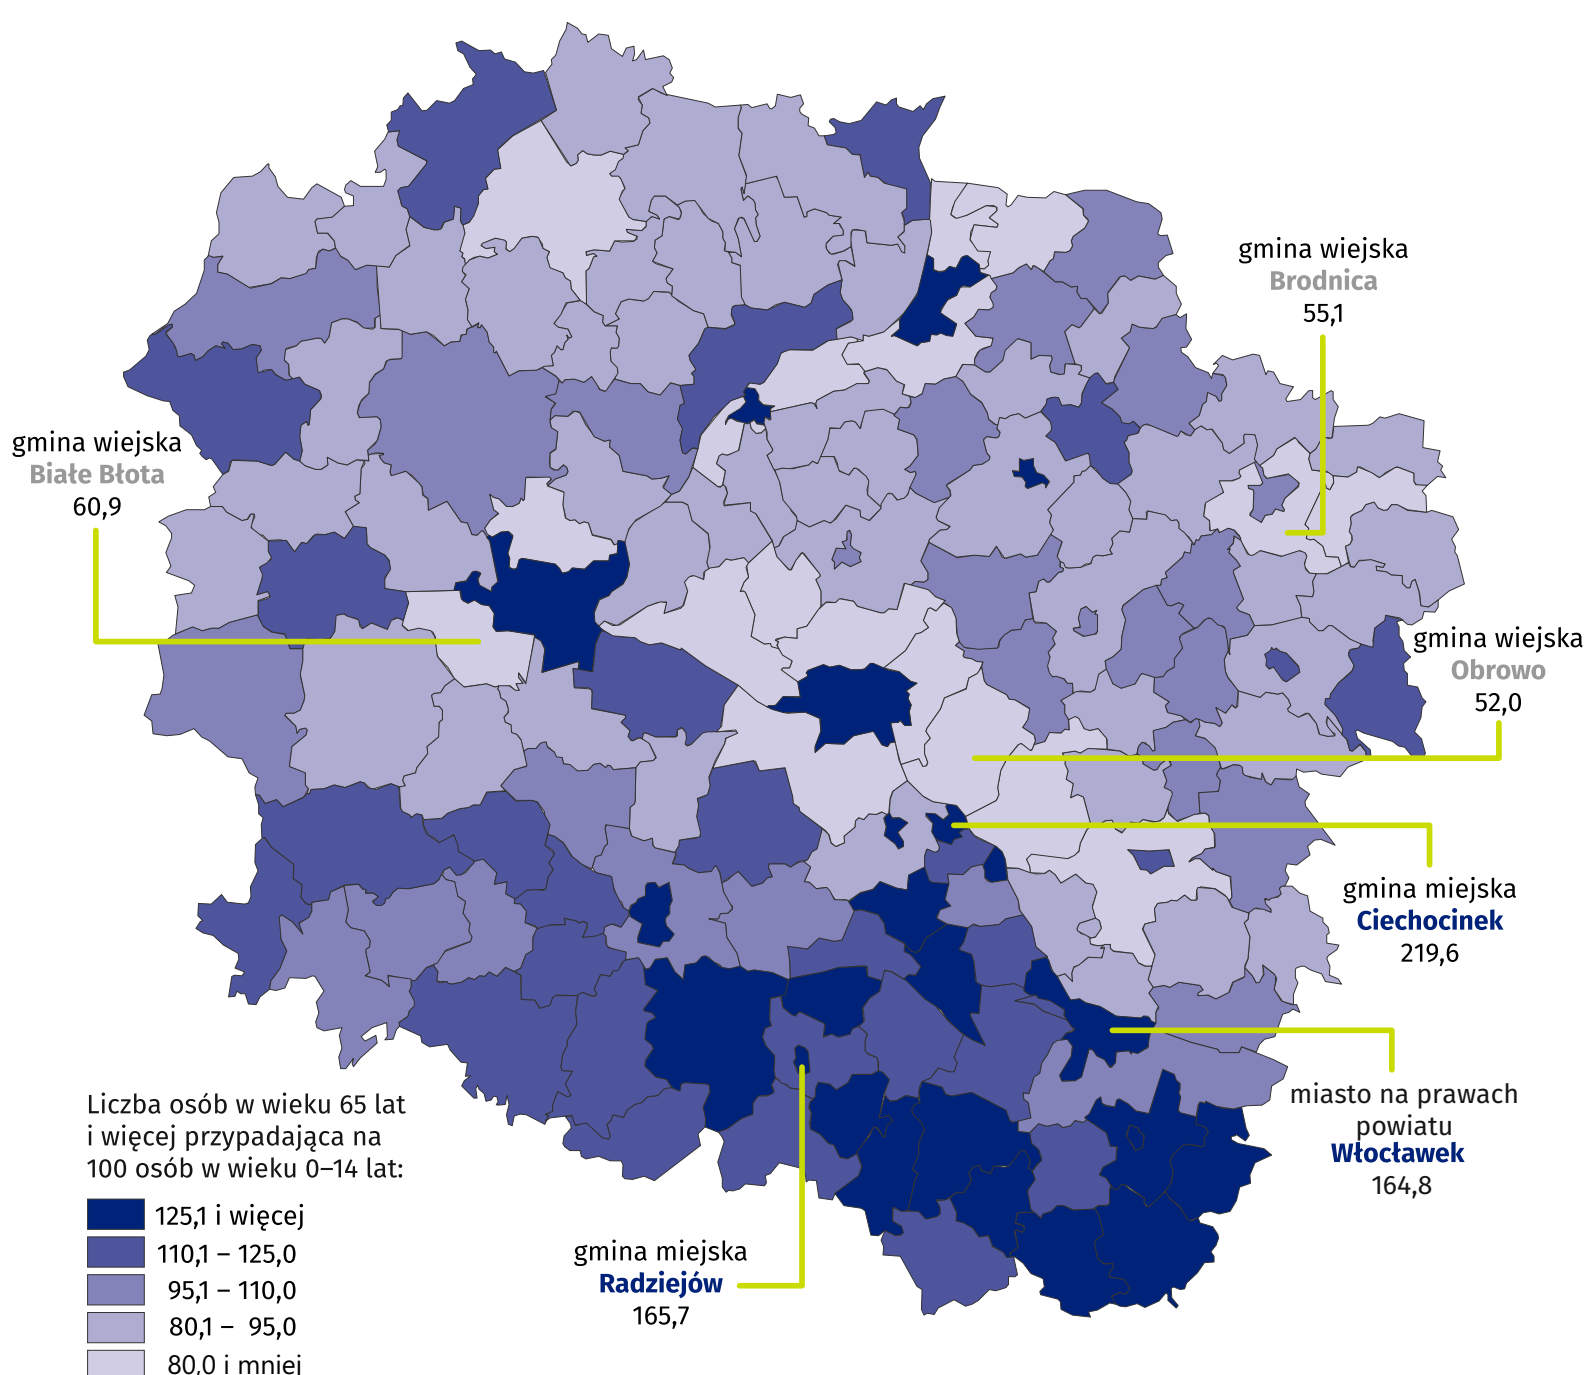 gmina wiejska
Brodnica
55,1
gmina wiejska
Białe Błota
60,9
gmina wiejska
Obrowo
52,0
gmina miejska
Ciechocinek
219,6
miasto na prawach
powiatu
Włocławek
164,8
gmina miejska
Radziejów
165,7
Liczba osób w wieku 65 lat
i więcej przypadająca na
100 osób w wieku 0–14 lat:
125,1 i więcej
110,1 – 125,0
95,1 – 110,0
80,1 – 95,0
80,0 i mniej